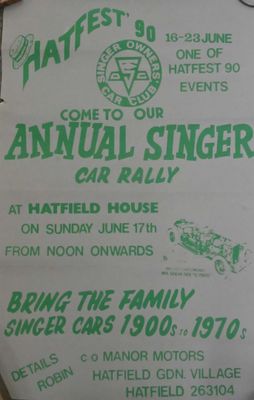 HATFEST' 90
16-23 JUNE
ONE OF
HATFEST 90
EVENTS
SINGER OWNERS
CAR CLUB
COME TO OUR
ANNUAL SINGER
CAR RALLY
AT HATFIELD HOUSE
ON SUNDAY JUNE 17th
FROM NOON ONWARDS
BRING THE FAMILY
SINGER CARS 1900s TO 1970s
DETAILS
ROBIN
c o MANOR MOTORS
HATFIELD GDN. VILLAGE
HATFIELD 263104